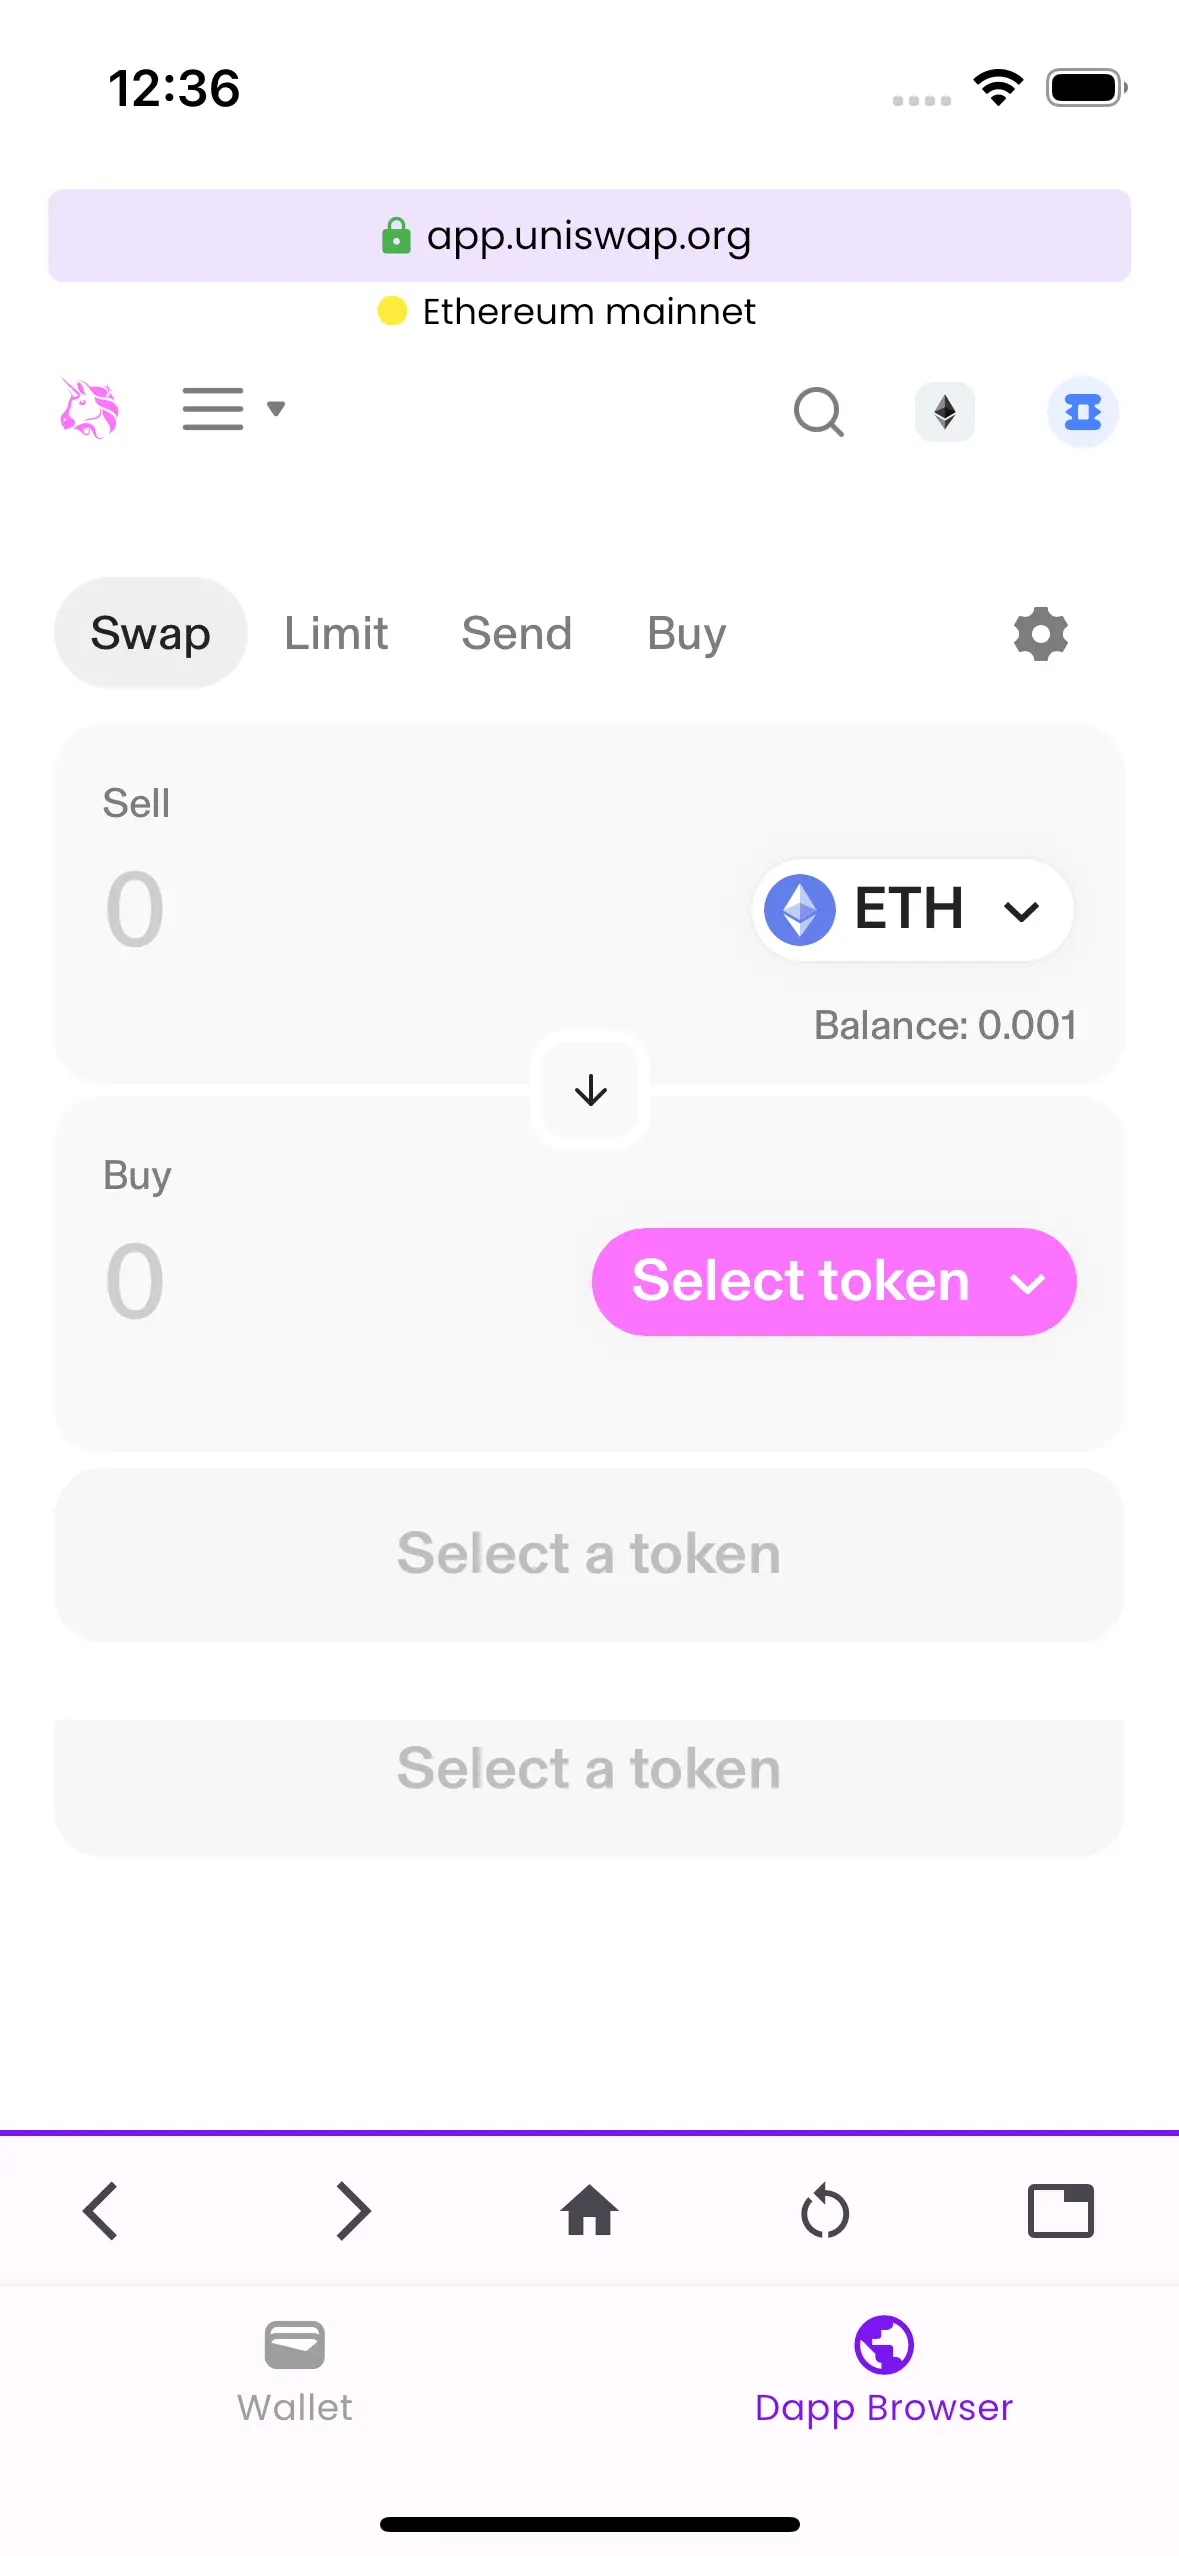 12:36
app.uniswap.org
Ethereum mainnet
Swap Limit Send Buy
Sell
0 ETH
Balance: 0.001
Buy
0 Select token
Select a token
Select a token
Wallet Dapp Browser